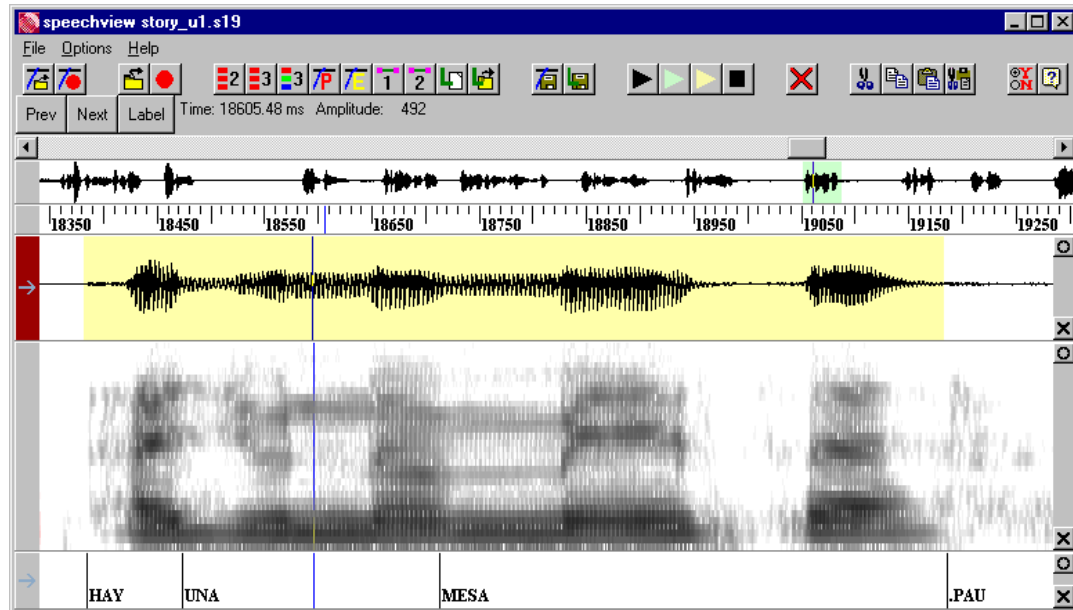 speechview story_u1.s19
File Options Help
2 3 3 P E 1 2
Prev Next Label Time: 18605.48 ms Amplitude: 492
18350 18450 18550 18650 18750 18850 18950 19050 19150 19250
HAY UNA MESA .PAU